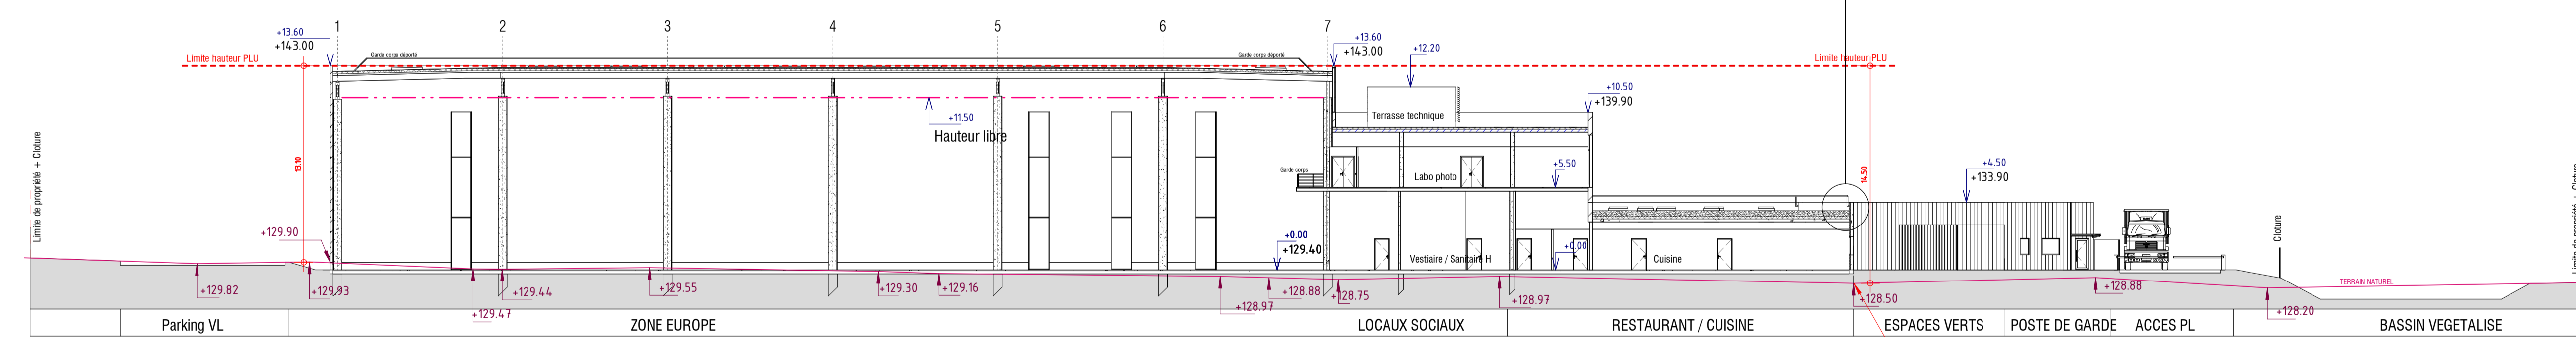 1
2
3
4
5
6
7
+13.60
+143.00
Limite hauteur PLU
Garde corps déporté
Garde corps déporté
+13.60
+143.00
+12.20
Limite hauteur PLU
+10.50
+139.90
Terrasse technique
+11.50
Hauteur libre
13.10
14.50
Limite de propriété + Cloture
Garde corps
Labo photo
+5.50
+4.50
+133.90
+129.90
+0.00
+129.40
+0.00
Vestiaire / Sanitaire H
Cuisine
Cloture
Limite de propriété + Cloture
+129.82
+129.93
+129.47
+129.44
+129.55
+129.30
+129.16
+128.97
+128.88
+128.75
+128.97
+128.50
+128.88
TERRAIN NATUREL
+128.20
Parking VL
ZONE EUROPE
LOCAUX SOCIAUX
RESTAURANT / CUISINE
ESPACES VERTS
POSTE DE GARDE
ACCES PL
BASSIN VEGETALISE